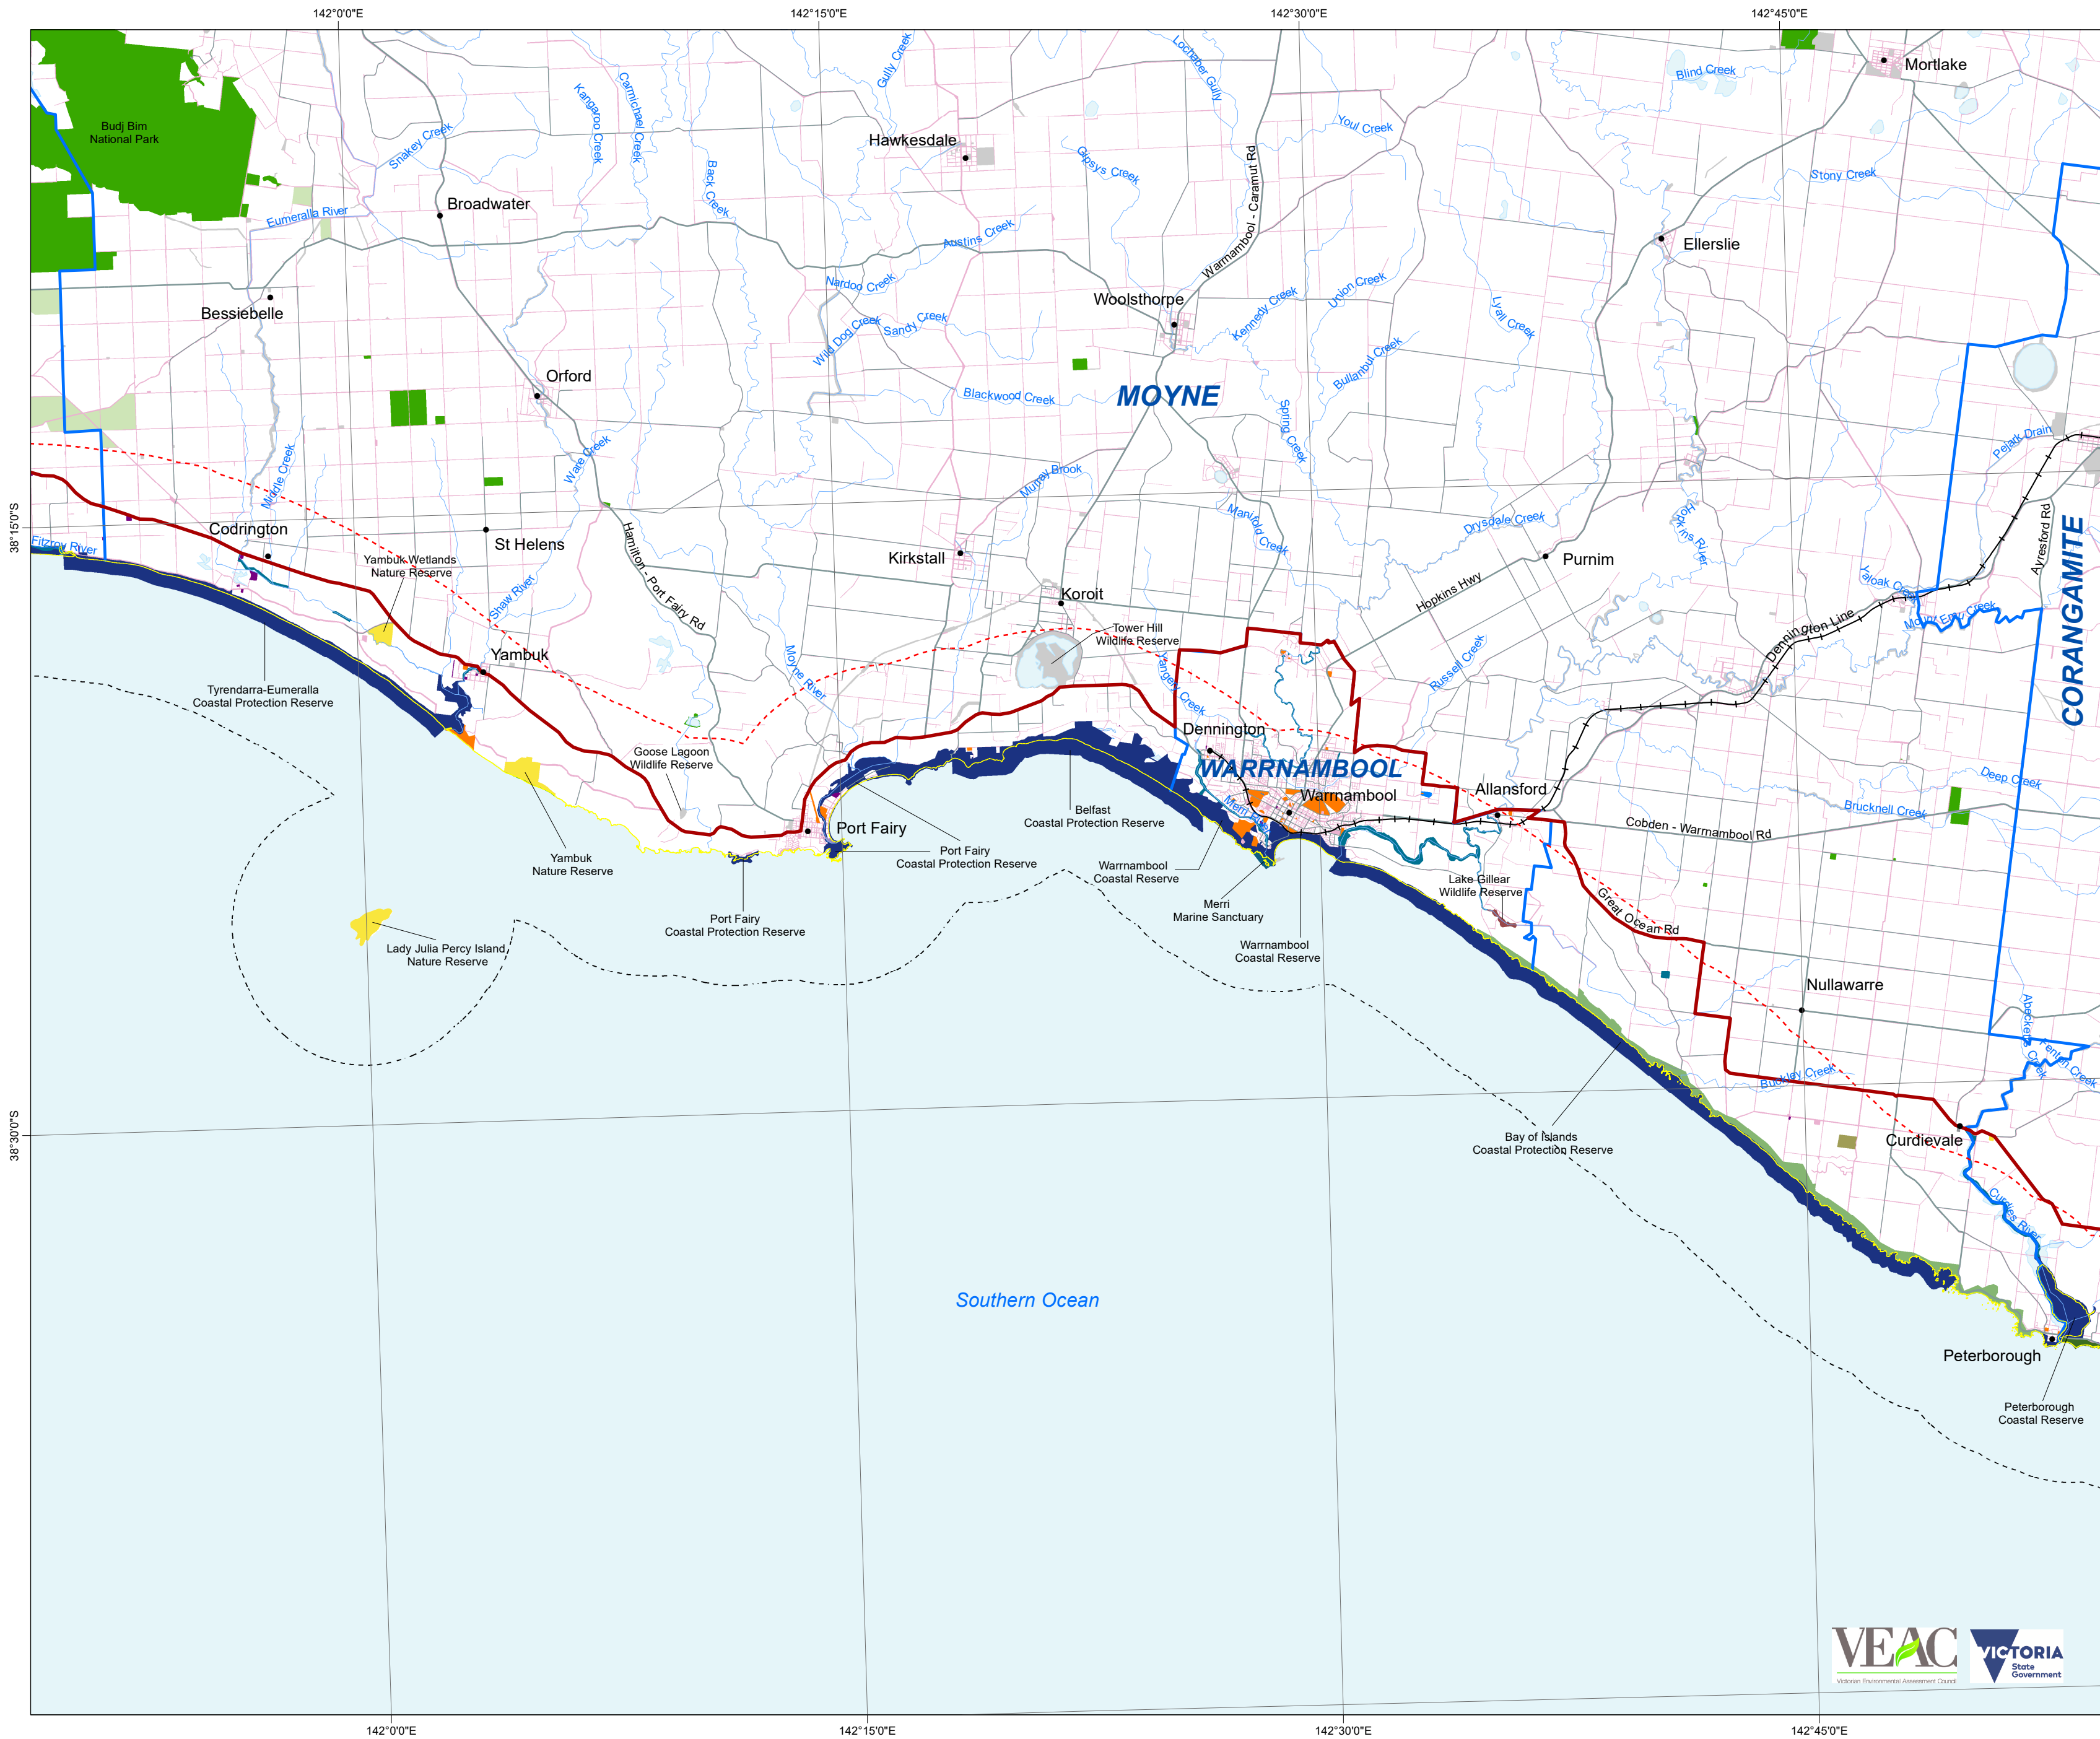 142°0'0"E
142°15'0"E
142°30'0"E
142°45'0"E
Mortlake
Blind Creek
Lochaber Gully
Gully Creek
Carmichael Creek
Kangaroo Creek
Snakey Creek
Budj Bim
National Park
Hawkesdale
Youl Creek
Gipsys Creek
Back Creek
Stony Creek
Broadwater
Eumeralla River
Austins Creek
Warrnambool - Caramut Rd
Ellerslie
Nardoo Creek
Bessiebelle
Woolsthorpe
Kennedy Creek
Union Creek
Lyall Creek
Wild Dog Creek
Sandy Creek
Orford
Bullanbul Creek
MOYNE
Blackwood Creek
Spring Creek
Pejark Drain
Ware Creek
Middle Creek
Murray Brook
Manifold Creek
Drysdale Creek
Hopkins River
Ayresford Rd
38°15'0"S
Codrington
Fitzroy River
St Helens
Yambuk Wetlands
Nature Reserve
Hamilton - Port Fairy Rd
Kirkstall
Purnim
Hopkins Hwy
Yaloak Creek
Mount Emu Creek
Dennington Line
CORANGAMITE
Shaw River
Koroit
Tower Hill
Wildlife Reserve
Yambuk
Moyne River
Yangery Creek
Russell Creek
Tyrendarra-Eumeralla
Coastal Protection Reserve
Goose Lagoon
Wildlife Reserve
Dennington
WARRNAMBOOL
Warrnambool
Merri River
Allansford
Deep Creek
Brucknell Creek
Cobden - Warrnambool Rd
Port Fairy
Belfast
Coastal Protection Reserve
Port Fairy
Coastal Protection Reserve
Yambuk
Nature Reserve
Warrnambool
Coastal Reserve
Lake Gillear
Wildlife Reserve
Great Ocean Rd
Merri
Marine Sanctuary
Port Fairy
Coastal Protection Reserve
Lady Julia Percy Island
Nature Reserve
Warrnambool
Coastal Reserve
Nullawarre
Abecketts Creek
Fenton Creek
Buckley Creek
38°30'0"S
Bay of Islands
Coastal Protection Reserve
Curdievale
Curdies River
Southern Ocean
Peterborough
Peterborough
Coastal Reserve
VEAC
Victorian Environmental Assessment Council
VICTORIA
State
Government
142°0'0"E
142°15'0"E
142°30'0"E
142°45'0"E